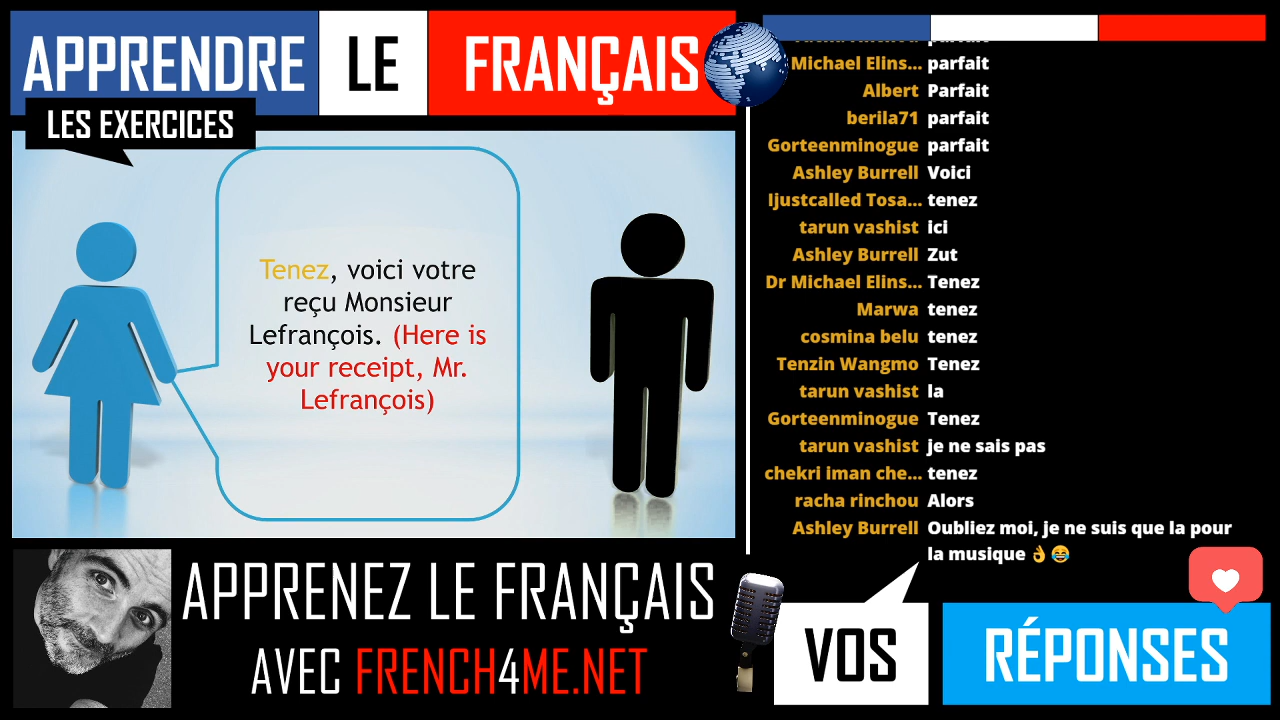 APPRENDRE LE FRANÇAIS
LES EXERCICES
Tenez, voici votre
reçu Monsieur
Lefrançois. (Here is
your receipt, Mr.
Lefrançois)
APPRENEZ LE FRANÇAIS
AVEC FRENCH4ME.NET
parfait
Michael Elins... parfait
Albert Parfait
berila71 parfait
Gorteenminogue parfait
Ashley Burrell Voici
Ijustcalled Tosa... tenez
tarun vashist ici
Ashley Burrell Zut
Dr Michael Elins... Tenez
Marwa tenez
cosmina belu tenez
Tenzin Wangmo Tenez
tarun vashist la
Gorteenminogue Tenez
tarun vashist je ne sais pas
chekri iman che... tenez
racha rinchou Alors
Ashley Burrell Oubliez moi, je ne suis que la pour
la musique 👌😂
VOS RÉPONSES